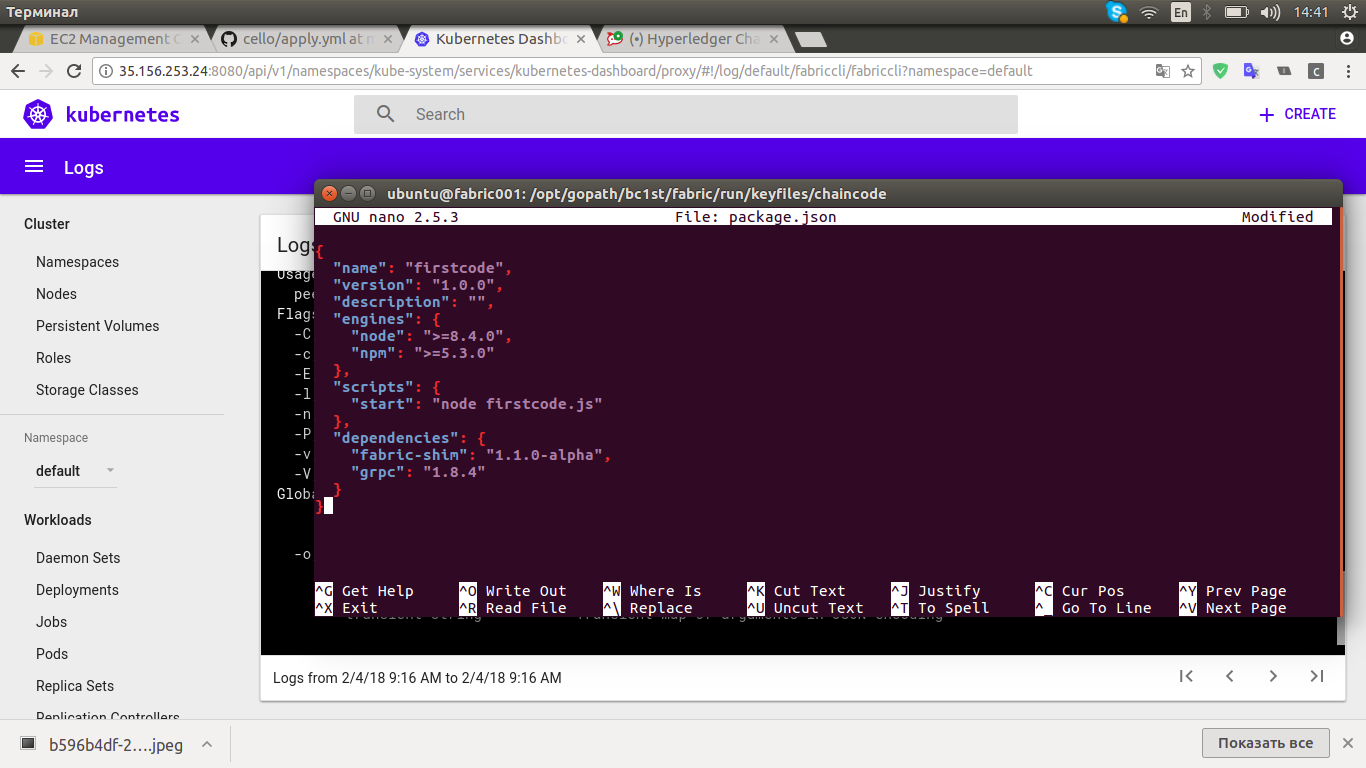 Терминал
En
14:41
EC2 Management C
cello/apply.yml at m
Kubernetes Dashbo
(•) Hyperledger Cha
35.156.253.24:8080/api/v1/namespaces/kube-system/services/kubernetes-dashboard/proxy/#!/log/default/fabriccli/fabriccli?namespace=default
kubernetes
Search
+ CREATE
Logs
Cluster
Namespaces
Nodes
Persistent Volumes
Roles
Storage Classes
Namespace
default
Workloads
Daemon Sets
Deployments
Jobs
Pods
Replica Sets
Replication Controllers
Logs
Usage
pee
Flags
-C
-c
-E
-l
-n
-P
-v
-V
Globa
-o
ubuntu@fabric001: /opt/gopath/bc1st/fabric/run/keyfiles/chaincode
GNU nano 2.5.3 File: package.json Modified
{
"name": "firstcode",
"version": "1.0.0",
"description": "",
"engines": {
"node": ">=8.4.0",
"npm": ">=5.3.0"
},
"scripts": {
"start": "node firstcode.js"
},
"dependencies": {
"fabric-shim": "1.1.0-alpha",
"grpc": "1.8.4"
}
}
^G Get Help ^O Write Out ^W Where Is ^K Cut Text ^J Justify ^C Cur Pos ^Y Prev Page
^X Exit ^R Read File ^\ Replace ^U Uncut Text ^T To Spell ^_ Go To Line ^V Next Page
transient string Transient map of arguments in JSON encoding
Logs from 2/4/18 9:16 AM to 2/4/18 9:16 AM
b596b4df-2....jpeg
Показать все